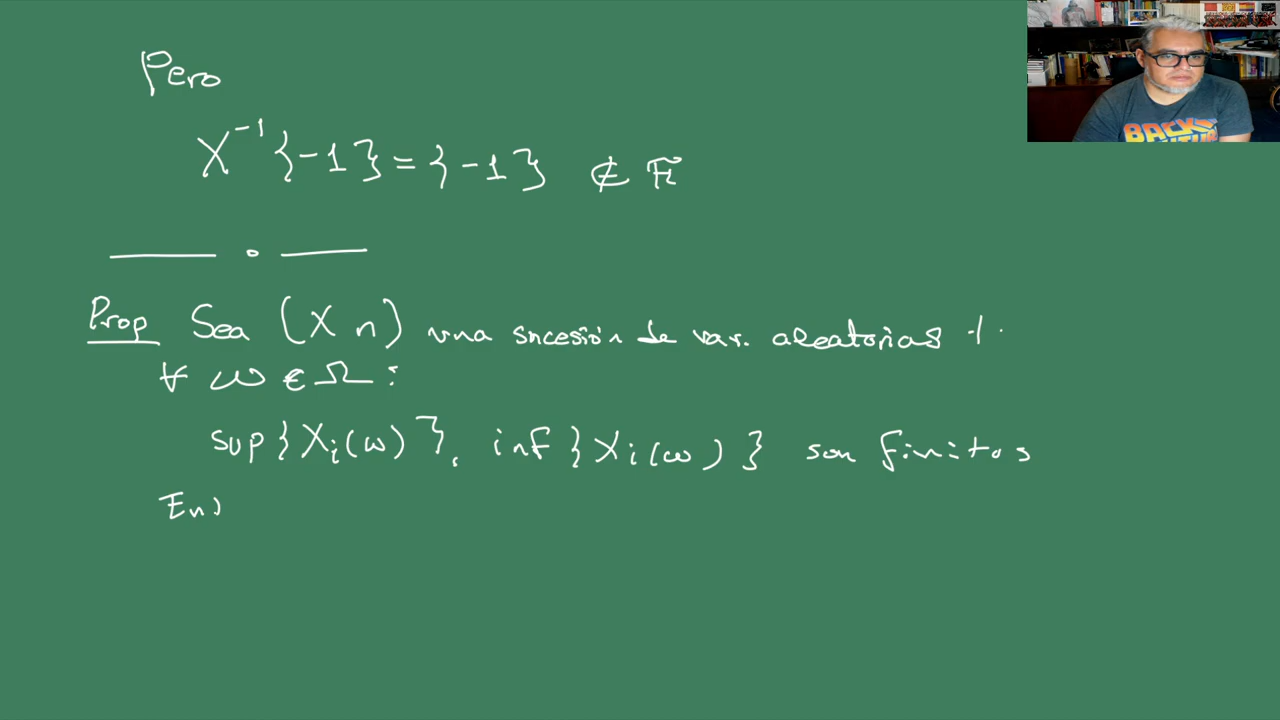 Pero
X⁻¹{-1} = {-1} ∉ F
Prop Sea (Xn) una sucesión de var. aleatorias t.
∀ ω ∈ Ω :
sup{Xᵢ(ω)}, inf{Xᵢ(ω)} son finitos
En
BACK